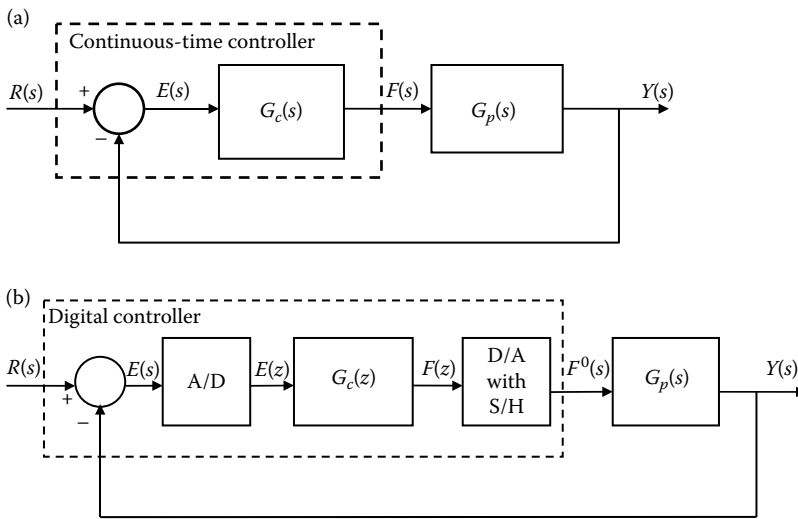 (a)
Continuous-time controller
R(s)
+
−
E(s)
G_c(s)
F(s)
G_p(s)
Y(s)
(b)
Digital controller
R(s)
+
−
E(s)
A/D
E(z)
G_c(z)
F(z)
D/A
with
S/H
F^0(s)
G_p(s)
Y(s)